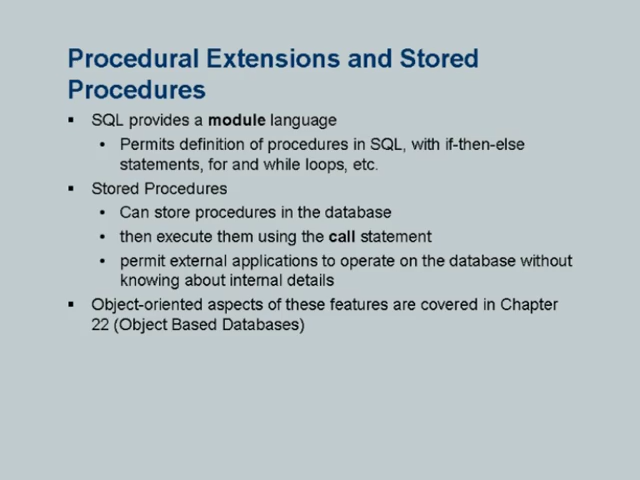 Procedural Extensions and Stored
Procedures
▪ SQL provides a module language
• Permits definition of procedures in SQL, with if-then-else
statements, for and while loops, etc.
▪ Stored Procedures
• Can store procedures in the database
• then execute them using the call statement
• permit external applications to operate on the database without
knowing about internal details
▪ Object-oriented aspects of these features are covered in Chapter
22 (Object Based Databases)